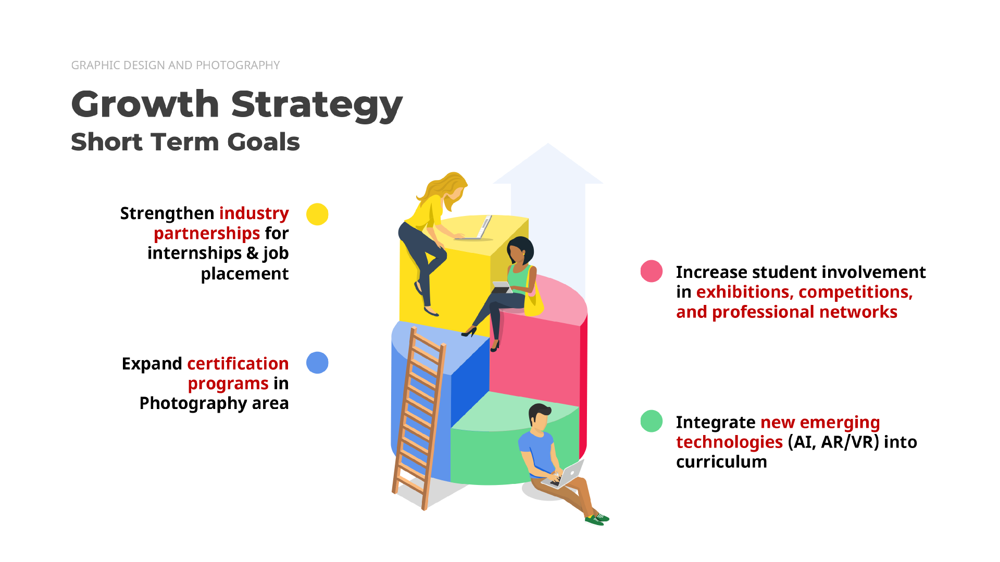 GRAPHIC DESIGN AND PHOTOGRAPHY
Growth Strategy
Short Term Goals
Strengthen industry
partnerships for
internships & job
placement
Expand certification
programs in
Photography area
Increase student involvement
in exhibitions, competitions,
and professional networks
Integrate new emerging
technologies (AI, AR/VR) into
curriculum